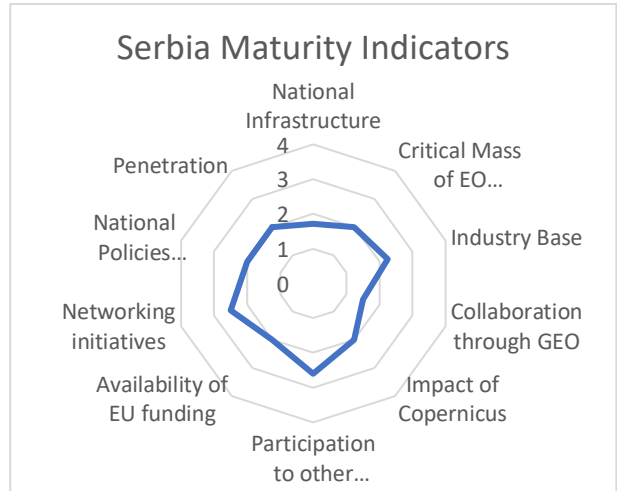 Serbia Maturity Indicators
National
Infrastructure
Critical Mass
of EO...
Industry Base
Collaboration
through GEO
Impact of
Copernicus
Participation
to other...
Availability of
EU funding
Networking
initiatives
National
Policies...
Penetration
4
3
2
1
0